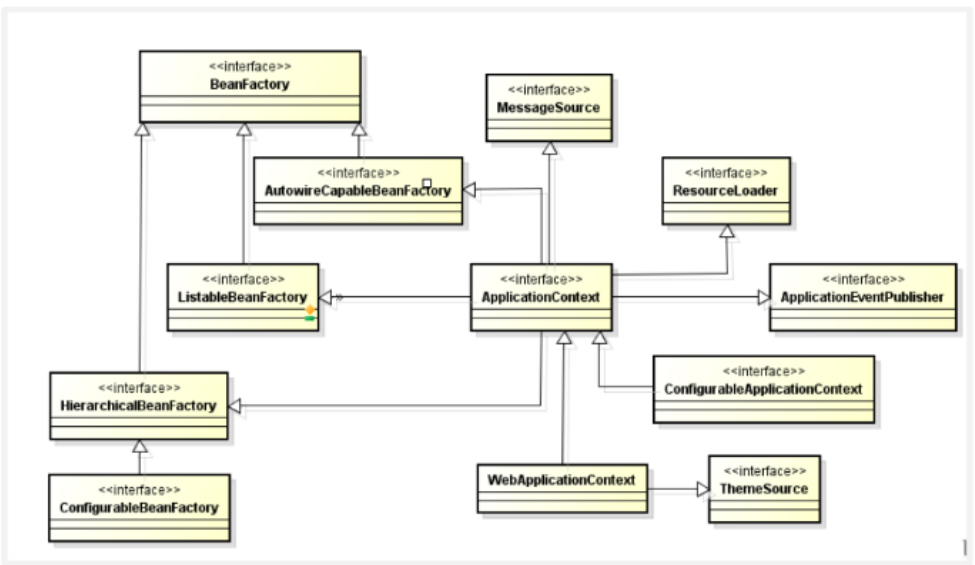 <<interface>>
BeanFactory
<<interface>>
MessageSource
<<interface>>
AutowireCapableBeanFactory
<<interface>>
ResourceLoader
<<interface>>
ListableBeanFactory
<<interface>>
ApplicationContext
<<interface>>
ApplicationEventPublisher
<<interface>>
ConfigurableApplicationContext
<<interface>>
HierarchicalBeanFactory
WebApplicationContext
<<interface>>
ThemeSource
<<interface>>
ConfigurableBeanFactory
1